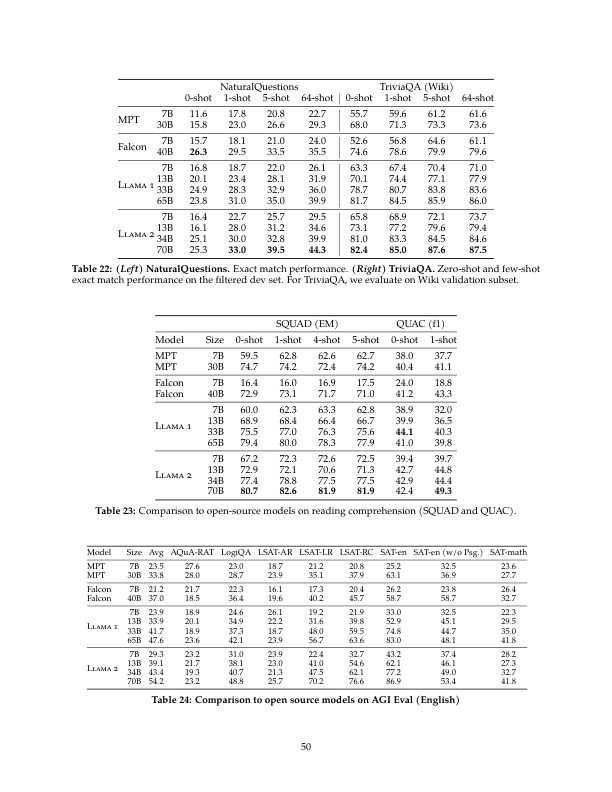 NaturalQuestions TriviaQA (Wiki)
0-shot 1-shot 5-shot 64-shot 0-shot 1-shot 5-shot 64-shot
MPT 7B 11.6 17.8 20.8 22.7 55.7 59.6 61.2 61.6
30B 15.8 23.0 26.6 29.3 68.0 71.3 73.3 73.6
Falcon 7B 15.7 18.1 21.0 24.0 52.6 56.8 64.6 61.1
40B 26.3 29.5 33.5 35.5 74.6 78.6 79.9 79.6
LLAMA 1 7B 16.8 18.7 22.0 26.1 63.3 67.4 70.4 71.0
13B 20.1 23.4 28.1 31.9 70.1 74.4 77.1 77.9
33B 24.9 28.3 32.9 36.0 78.7 80.7 83.8 83.6
65B 23.8 31.0 35.0 39.9 81.7 84.5 85.9 86.0
LLAMA 2 7B 16.4 22.7 25.7 29.5 65.8 68.9 72.1 73.7
13B 16.1 28.0 31.2 34.6 73.1 77.2 79.6 79.4
34B 25.1 30.0 32.8 39.9 81.0 83.3 84.5 84.6
70B 25.3 33.0 39.5 44.3 82.4 85.0 87.6 87.5
Table 22: (Left) NaturalQuestions. Exact match performance. (Right) TriviaQA. Zero-shot and few-shot
exact match performance on the filtered dev set. For TriviaQA, we evaluate on Wiki validation subset.
SQUAD (EM) QUAC (f1)
Model Size 0-shot 1-shot 4-shot 5-shot 0-shot 1-shot
MPT 7B 59.5 62.8 62.6 62.7 38.0 37.7
MPT 30B 74.7 74.2 72.4 74.2 40.4 41.1
Falcon 7B 16.4 16.0 16.9 17.5 24.0 18.8
Falcon 40B 72.9 73.1 71.7 71.0 41.2 43.3
LLAMA 1 7B 60.0 62.3 63.3 62.8 38.9 32.0
13B 68.9 68.4 66.4 66.7 39.9 36.5
33B 75.5 77.0 76.3 75.6 44.1 40.3
65B 79.4 80.0 78.3 77.9 41.0 39.8
LLAMA 2 7B 67.2 72.3 72.6 72.5 39.4 39.7
13B 72.9 72.1 70.6 71.3 42.7 44.8
34B 77.4 78.8 77.5 77.5 42.9 44.4
70B 80.7 82.6 81.9 81.9 42.4 49.3
Table 23: Comparison to open-source models on reading comprehension (SQUAD and QUAC).
Model Size Avg AQuA-RAT LogiQA LSAT-AR LSAT-LR LSAT-RC SAT-en SAT-en (w/o Psg.) SAT-math
MPT 7B 23.5 27.6 23.0 18.7 21.2 20.8 25.2 32.5 23.6
MPT 30B 33.8 28.0 28.7 23.9 35.1 37.9 63.1 36.9 27.7
Falcon 7B 21.2 21.7 22.3 16.1 17.3 20.4 26.2 23.8 26.4
Falcon 40B 37.0 18.5 36.4 19.6 40.2 45.7 58.7 58.7 32.7
LLAMA 1 7B 23.9 18.9 24.6 26.1 19.2 21.9 33.0 32.5 22.3
13B 33.9 20.1 34.9 22.2 31.6 39.8 52.9 45.1 29.5
33B 41.7 18.9 37.3 18.7 48.0 59.5 74.8 44.7 35.0
65B 47.6 23.6 42.1 23.9 56.7 63.6 83.0 48.1 41.8
LLAMA 2 7B 29.3 23.2 31.0 23.9 22.4 32.7 43.2 37.4 28.2
13B 39.1 21.7 38.1 23.0 41.0 54.6 62.1 46.1 27.3
34B 43.4 19.3 40.7 21.3 47.5 62.1 77.2 49.0 32.7
70B 54.2 23.2 48.8 25.7 70.2 76.6 86.9 53.4 41.8
Table 24: Comparison to open source models on AGI Eval (English)
50